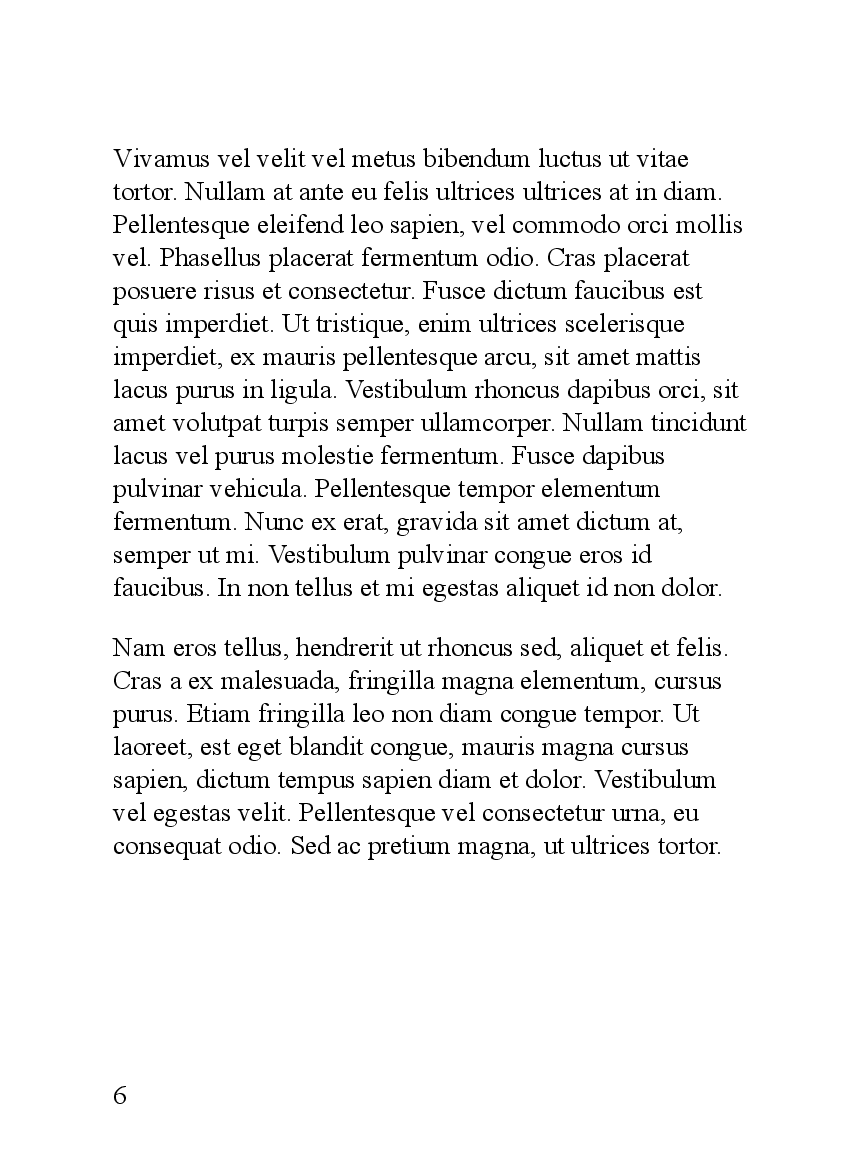 Vivamus vel velit vel metus bibendum luctus ut vitae
tortor. Nullam at ante eu felis ultrices ultrices at in diam.
Pellentesque eleifend leo sapien, vel commodo orci mollis
vel. Phasellus placerat fermentum odio. Cras placerat
posuere risus et consectetur. Fusce dictum faucibus est
quis imperdiet. Ut tristique, enim ultrices scelerisque
imperdiet, ex mauris pellentesque arcu, sit amet mattis
lacus purus in ligula. Vestibulum rhoncus dapibus orci, sit
amet volutpat turpis semper ullamcorper. Nullam tincidunt
lacus vel purus molestie fermentum. Fusce dapibus
pulvinar vehicula. Pellentesque tempor elementum
fermentum. Nunc ex erat, gravida sit amet dictum at,
semper ut mi. Vestibulum pulvinar congue eros id
faucibus. In non tellus et mi egestas aliquet id non dolor.
Nam eros tellus, hendrerit ut rhoncus sed, aliquet et felis.
Cras a ex malesuada, fringilla magna elementum, cursus
purus. Etiam fringilla leo non diam congue tempor. Ut
laoreet, est eget blandit congue, mauris magna cursus
sapien, dictum tempus sapien diam et dolor. Vestibulum
vel egestas velit. Pellentesque vel consectetur urna, eu
consequat odio. Sed ac pretium magna, ut ultrices tortor.
6